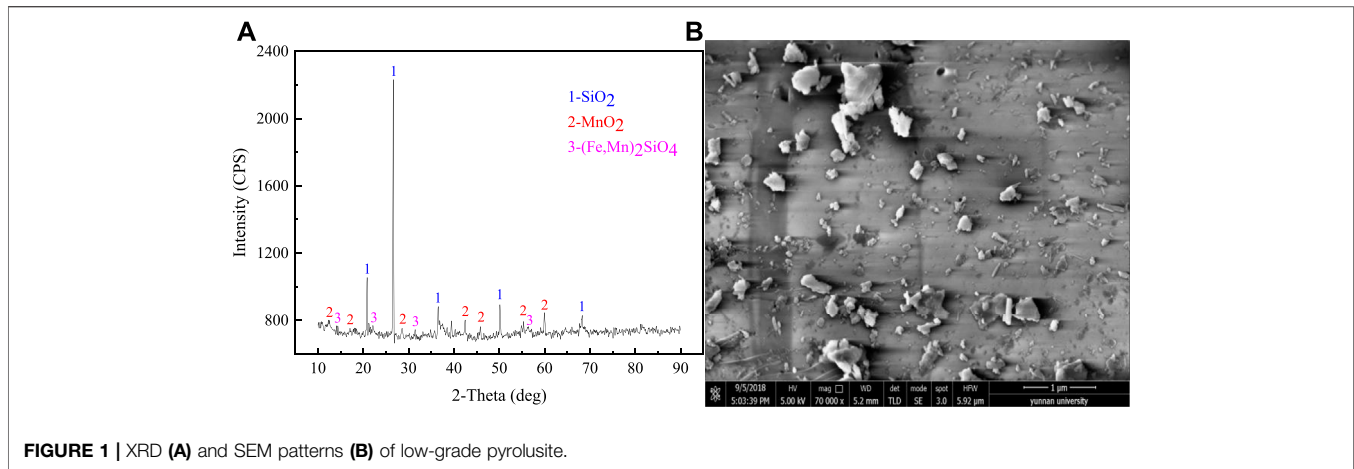 A
B
2400
2000
1600
1200
800
Intensity (CPS)
1-SiO2
2-MnO2
3-(Fe,Mn)2SiO4
1
1
1
1
1
2
3
2
3
2
3
2
2
2
3
2
10 20 30 40 50 60 70 80 90
2-Theta (deg)
9/5/2018 HV mag WD det mode spot HFW 1 µm
5:03:39 PM 5.00 kV 70 000 x 5.2 mm TLD SE 3.0 5.92 µm yunnan university
FIGURE 1 | XRD (A) and SEM patterns (B) of low-grade pyrolusite.